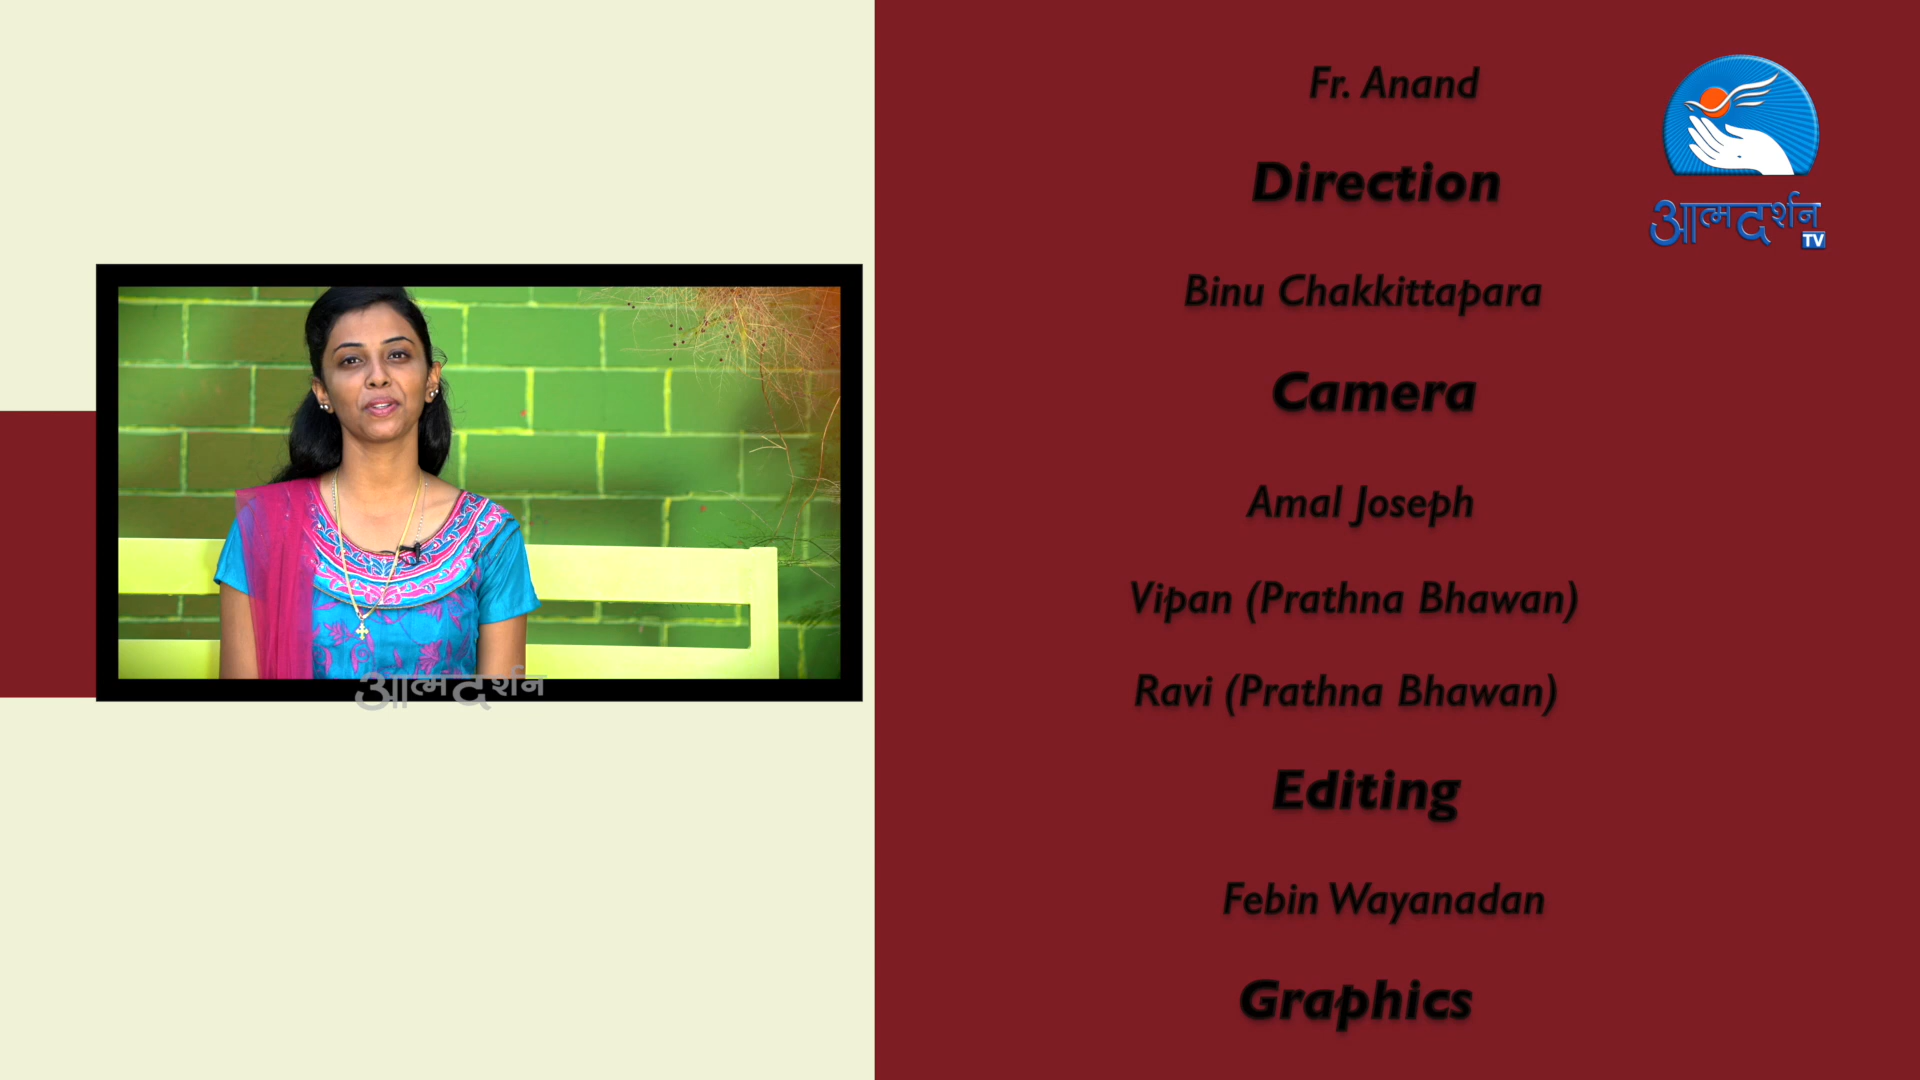 Fr. Anand
Direction
Binu Chakkittapara
Camera
Amal Joseph
Vipan (Prathna Bhawan)
Ravi (Prathna Bhawan)
Editing
Febin Wayanadan
Graphics
आत्मदर्शन
TV
आत्मदर्शन